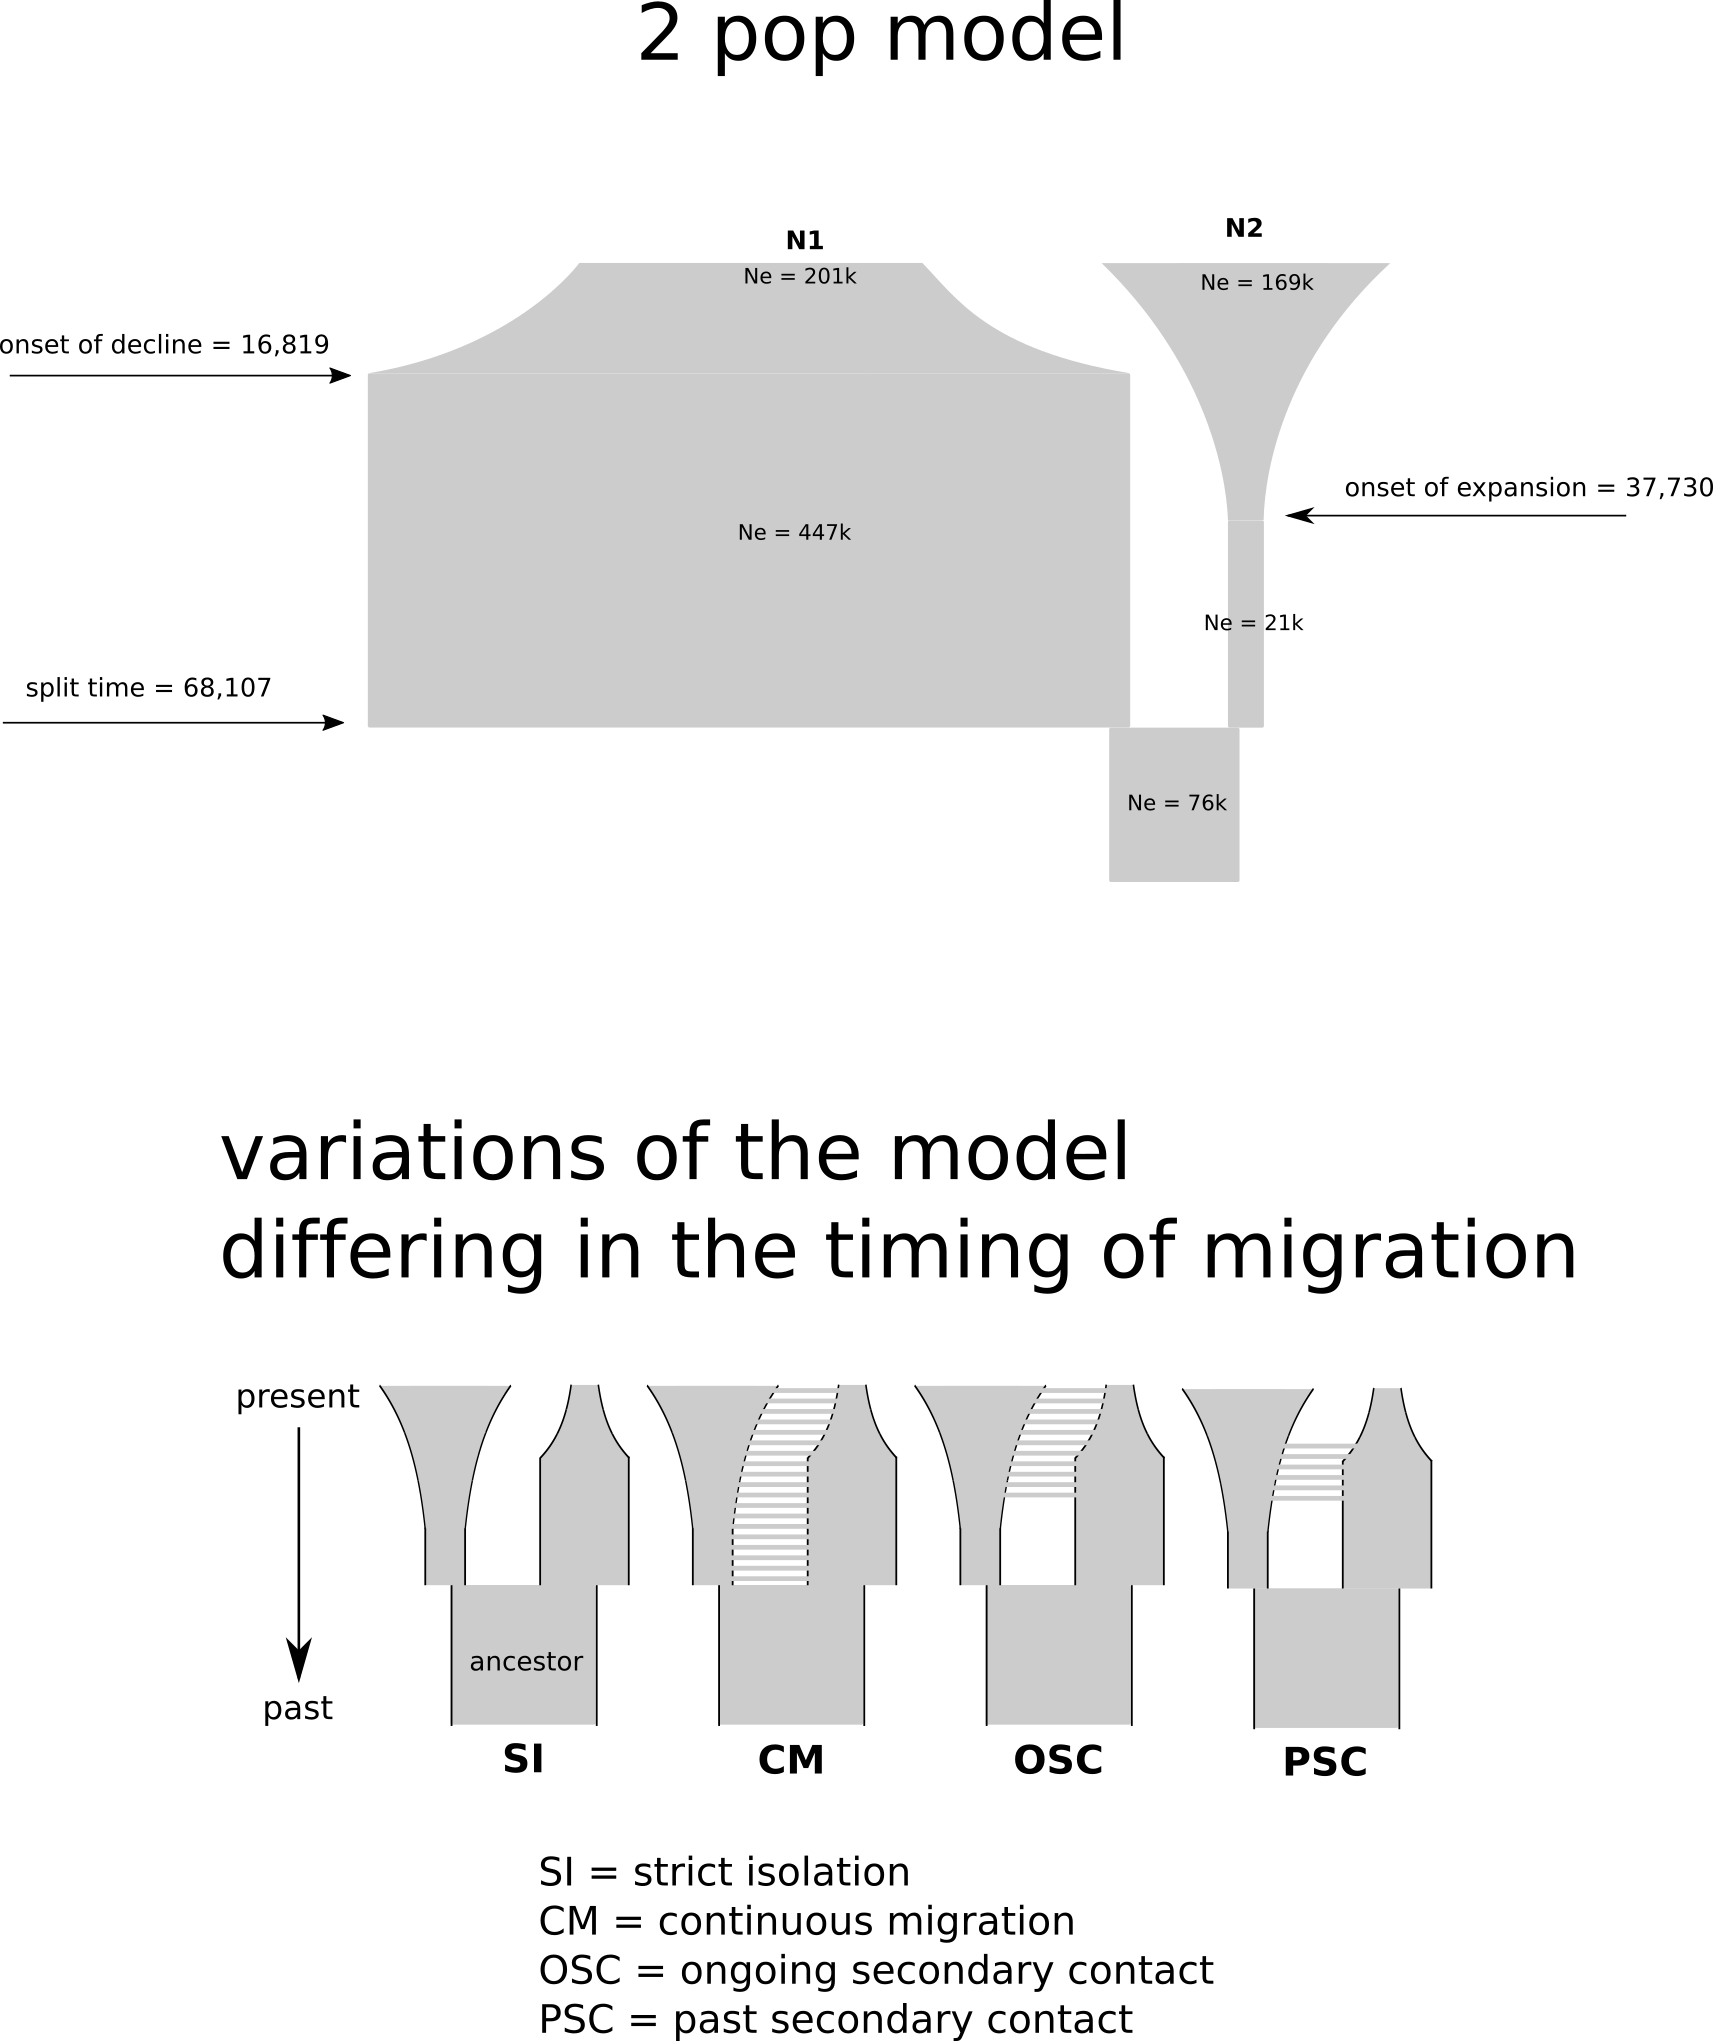 2 pop model
N1
N2
Ne = 201k
Ne = 169k
onset of decline = 16,819
onset of expansion = 37,730
Ne = 447k
Ne = 21k
split time = 68,107
Ne = 76k
variations of the model
differing in the timing of migration
present
ancestor
past
SI
CM
OSC
PSC
SI = strict isolation
CM = continuous migration
OSC = ongoing secondary contact
PSC = past secondary contact